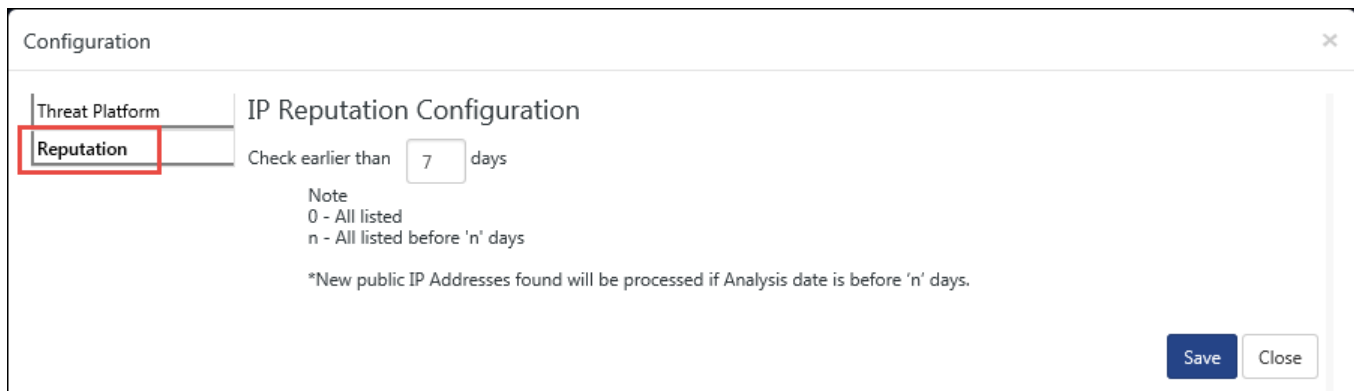 Configuration
×
Threat Platform
Reputation
IP Reputation Configuration
Check earlier than 7 days
Note
0 - All listed
n - All listed before 'n' days
*New public IP Addresses found will be processed if Analysis date is before ‘n’ days.
Save
Close